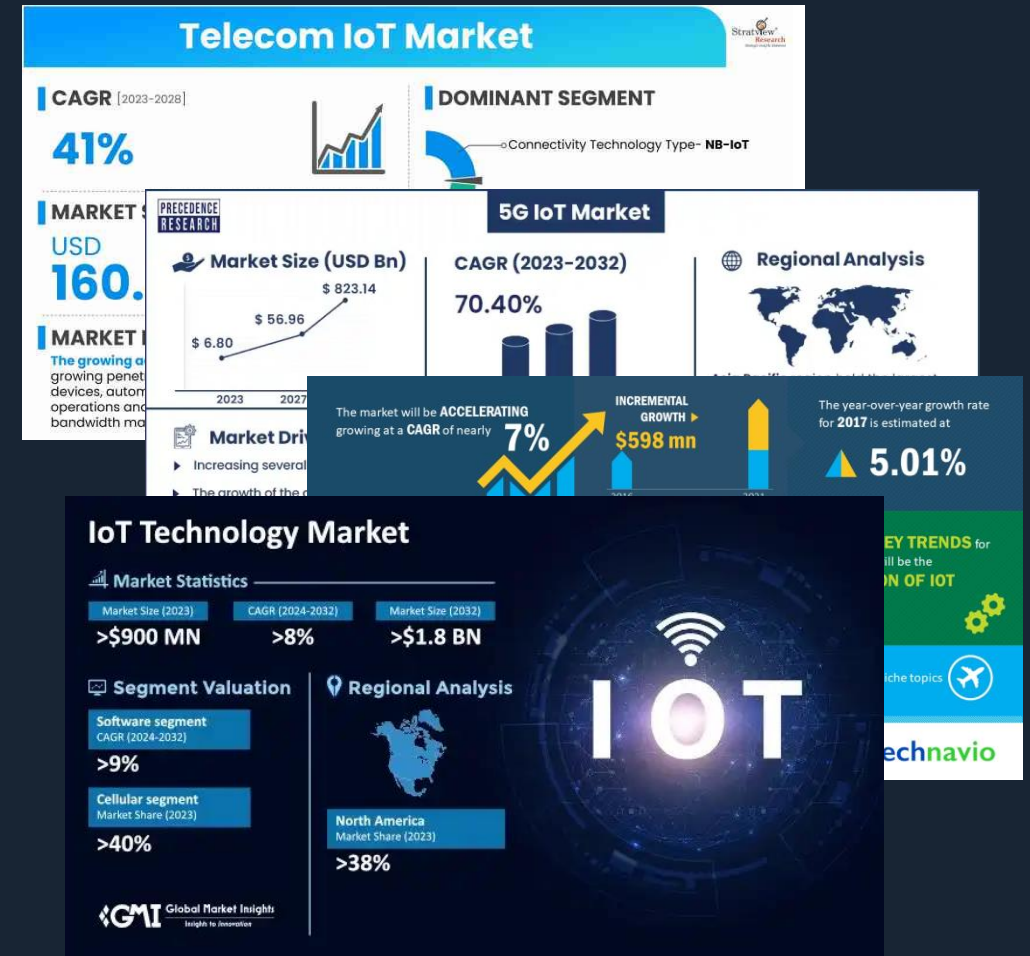 Telecom IoT Market
Stratview
Research
CAGR [2023-2028]
41%
DOMINANT SEGMENT
Connectivity Technology Type- NB-IoT
MARKET
USD
160.
MARKET
The growing
growing
devices,
operations and
bandwidth
PRECEDENCE
RESEARCH
5G IoT Market
Market Size (USD Bn)
$ 6.80
$ 56.96
$ 823.14
2023 2027
CAGR (2023-2032)
70.40%
Regional Analysis
Market
Increasing several
The growth of the
The market will be ACCELERATING
growing at a CAGR of nearly 7%
INCREMENTAL
GROWTH
$598 mn
The year-over-year growth rate
for 2017 is estimated at
5.01%
EY TRENDS for
ill be the
ON OF IOT
iche topics
echnavio
IoT Technology Market
Market Statistics
Market Size (2023)
>$900 MN
CAGR (2024-2032)
>8%
Market Size (2032)
>$1.8 BN
Segment Valuation
Software segment
CAGR (2024-2032)
>9%
Cellular segment
Market Share (2023)
>40%
Regional Analysis
North America
Market Share (2023)
>38%
IOT
GMI Global Market Insights
Insights to Innovation